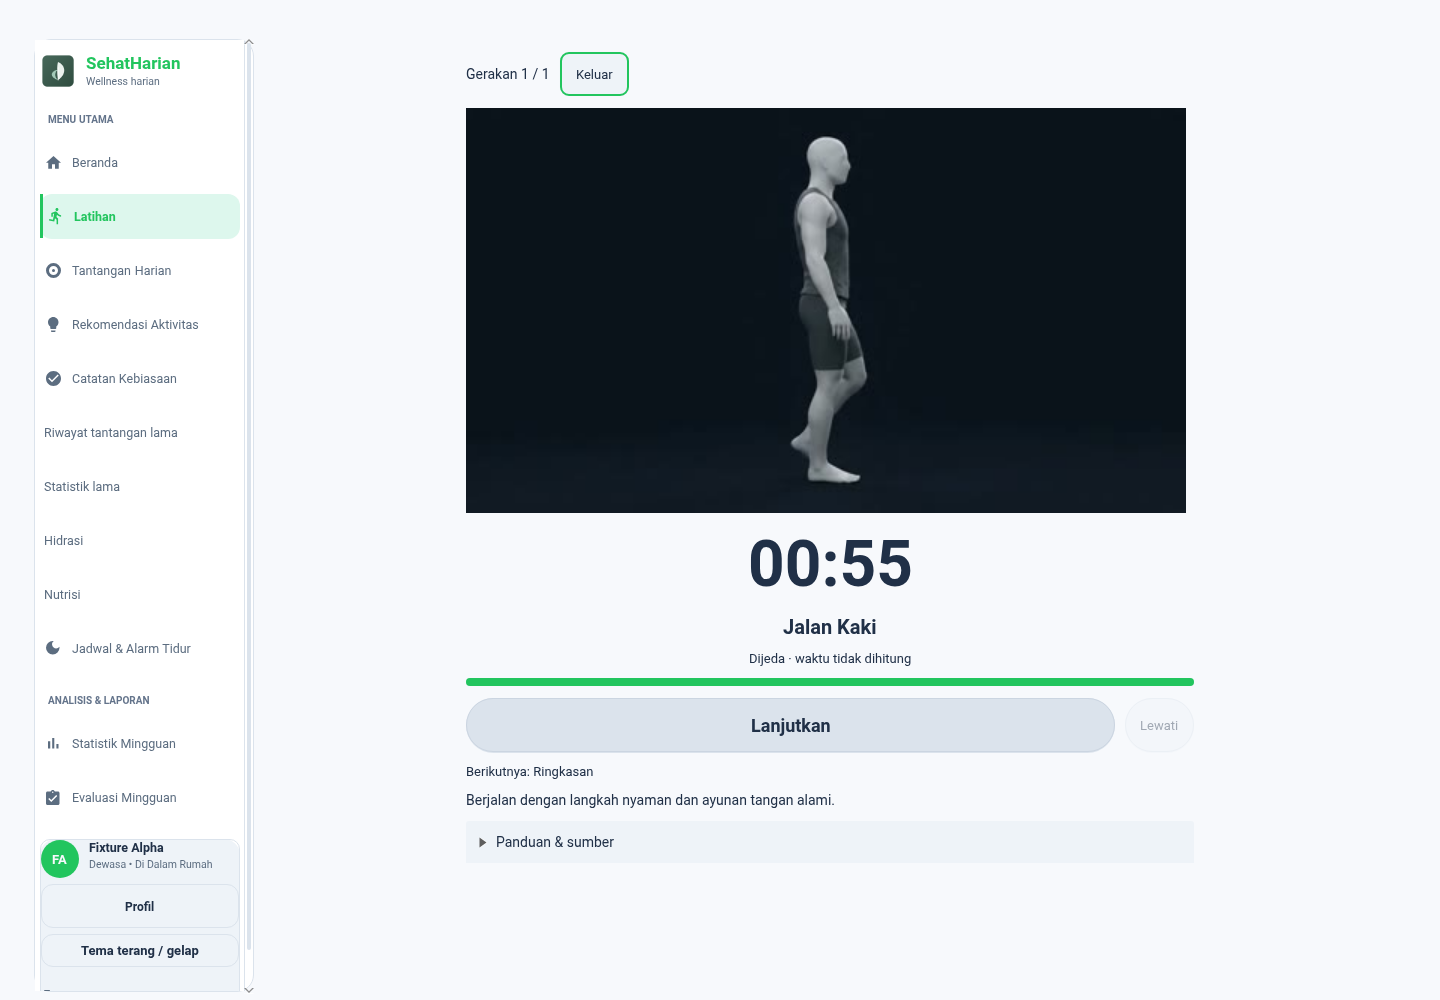 SehatHarian
Wellness harian
MENU UTAMA
Beranda
Latihan
Tantangan Harian
Rekomendasi Aktivitas
Catatan Kebiasaan
Riwayat tantangan lama
Statistik lama
Hidrasi
Nutrisi
Jadwal & Alarm Tidur
ANALISIS & LAPORAN
Statistik Mingguan
Evaluasi Mingguan
FA
Fixture Alpha
Dewasa • Di Dalam Rumah
Profil
Tema terang / gelap
Gerakan 1 / 1
Keluar
00:55
Jalan Kaki
Dijeda · waktu tidak dihitung
Lanjutkan
Lewati
Berikutnya: Ringkasan
Berjalan dengan langkah nyaman dan ayunan tangan alami.
Panduan & sumber